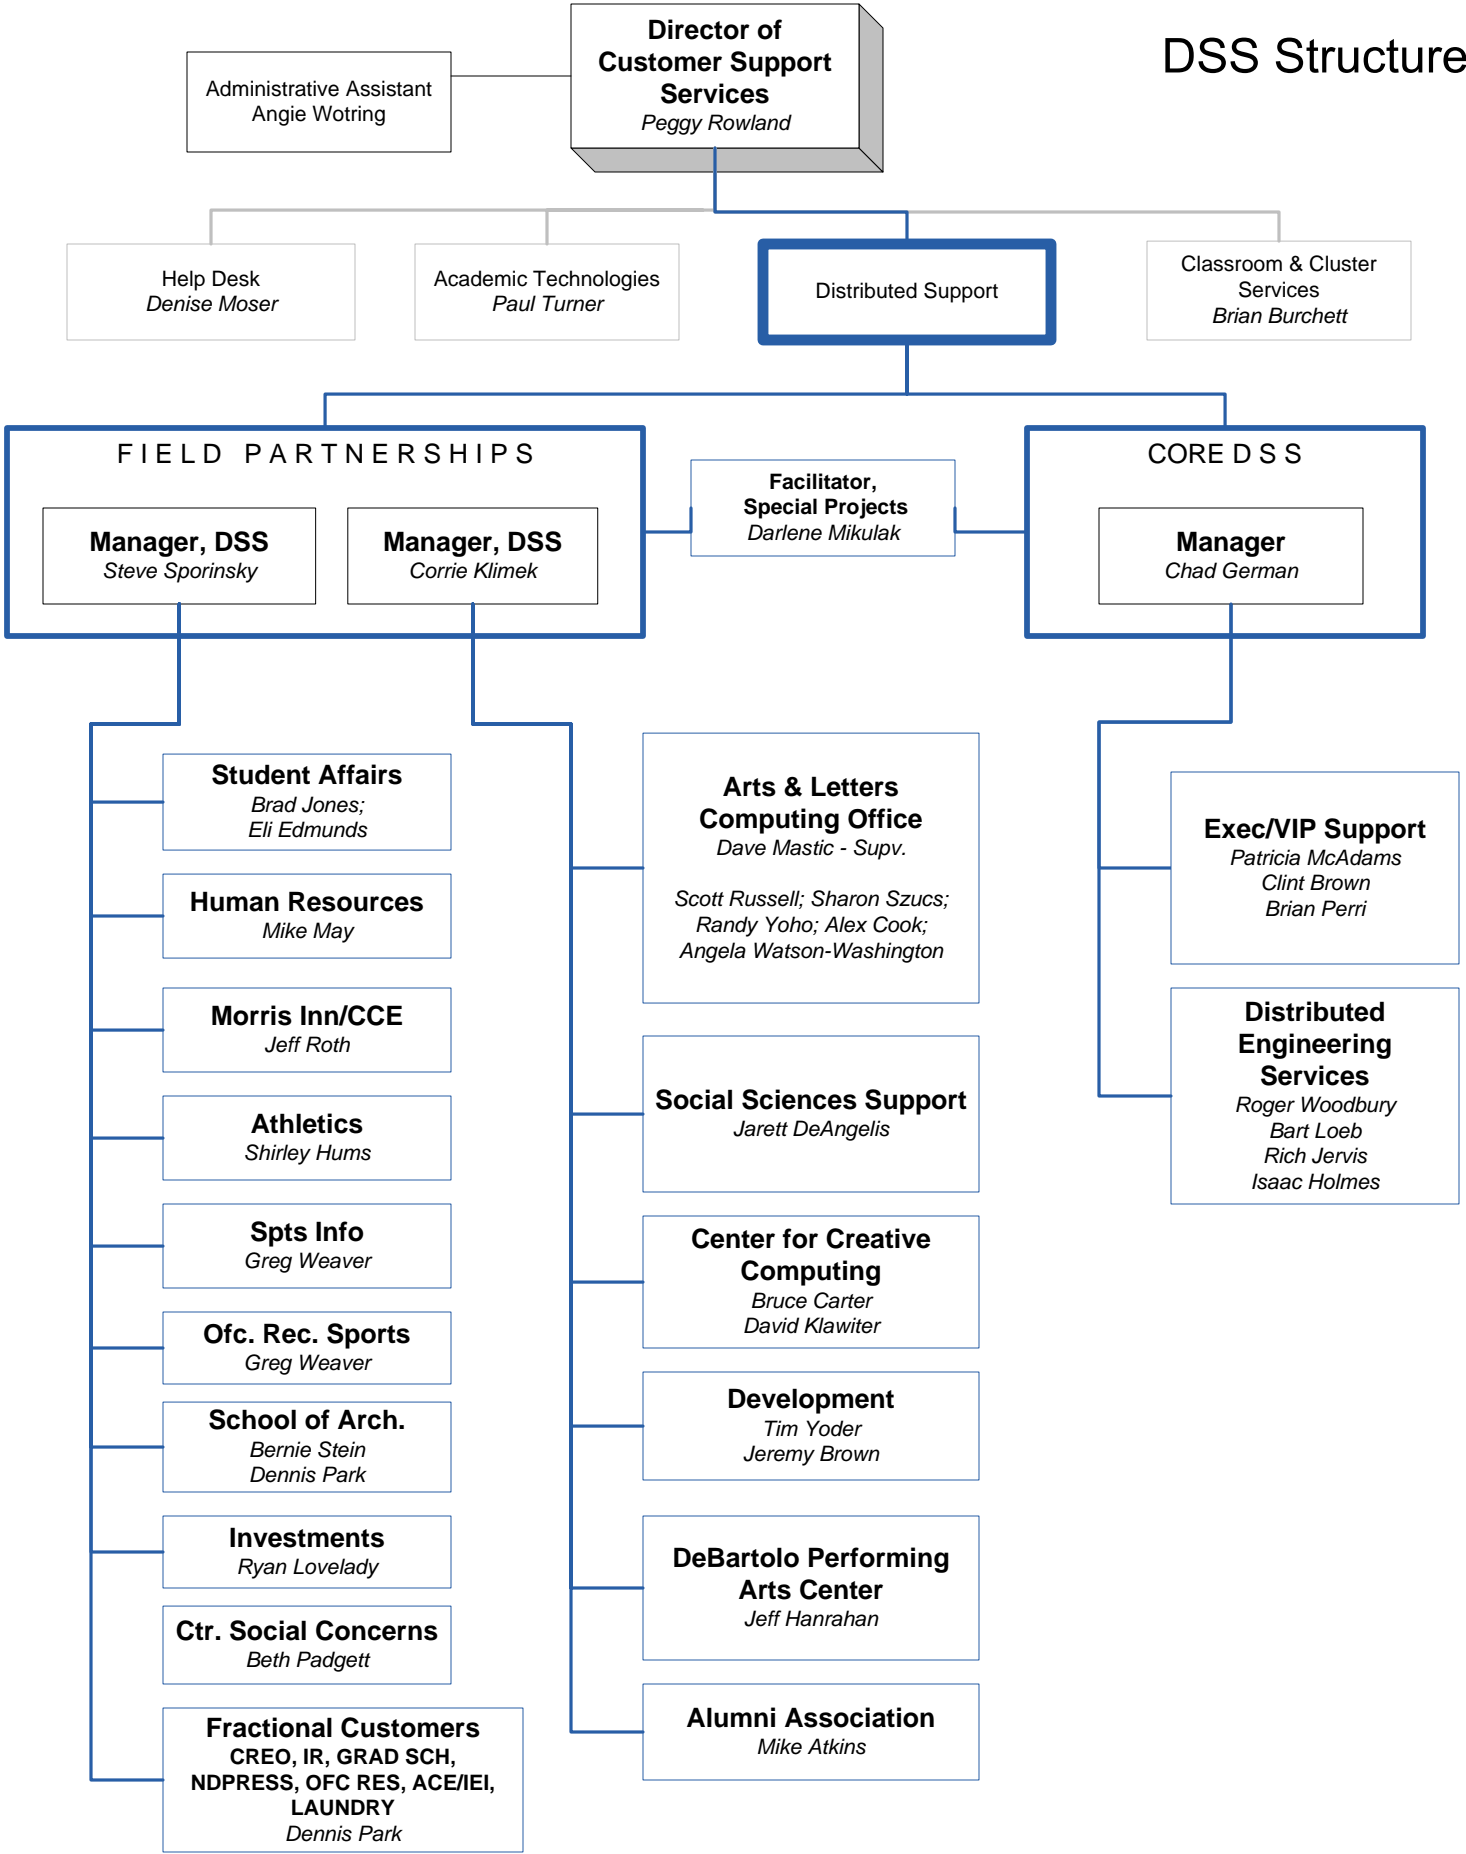 DSS Structure
Director of
Customer Support
Services
Peggy Rowland
Administrative Assistant
Angie Wotring
Help Desk
Denise Moser
Academic Technologies
Paul Turner
Distributed Support
Classroom & Cluster
Services
Brian Burchett
FIELD PARTNERSHIPS
Manager, DSS
Steve Sporinsky
Manager, DSS
Corrie Klimek
Facilitator,
Special Projects
Darlene Mikulak
CORE D S S
Manager
Chad German
Student Affairs
Brad Jones;
Eli Edmunds
Human Resources
Mike May
Morris Inn/CCE
Jeff Roth
Athletics
Shirley Hums
Spts Info
Greg Weaver
Ofc. Rec. Sports
Greg Weaver
School of Arch.
Bernie Stein
Dennis Park
Investments
Ryan Lovelady
Ctr. Social Concerns
Beth Padgett
Fractional Customers
CREO, IR, GRAD SCH,
NDPRESS, OFC RES, ACE/IEI,
LAUNDRY
Dennis Park
Arts & Letters
Computing Office
Dave Mastic - Supv.
Scott Russell; Sharon Szucs;
Randy Yoho; Alex Cook;
Angela Watson-Washington
Social Sciences Support
Jarett DeAngelis
Center for Creative
Computing
Bruce Carter
David Klawiter
Development
Tim Yoder
Jeremy Brown
DeBartolo Performing
Arts Center
Jeff Hanrahan
Alumni Association
Mike Atkins
Exec/VIP Support
Patricia McAdams
Clint Brown
Brian Perri
Distributed
Engineering
Services
Roger Woodbury
Bart Loeb
Rich Jervis
Isaac Holmes